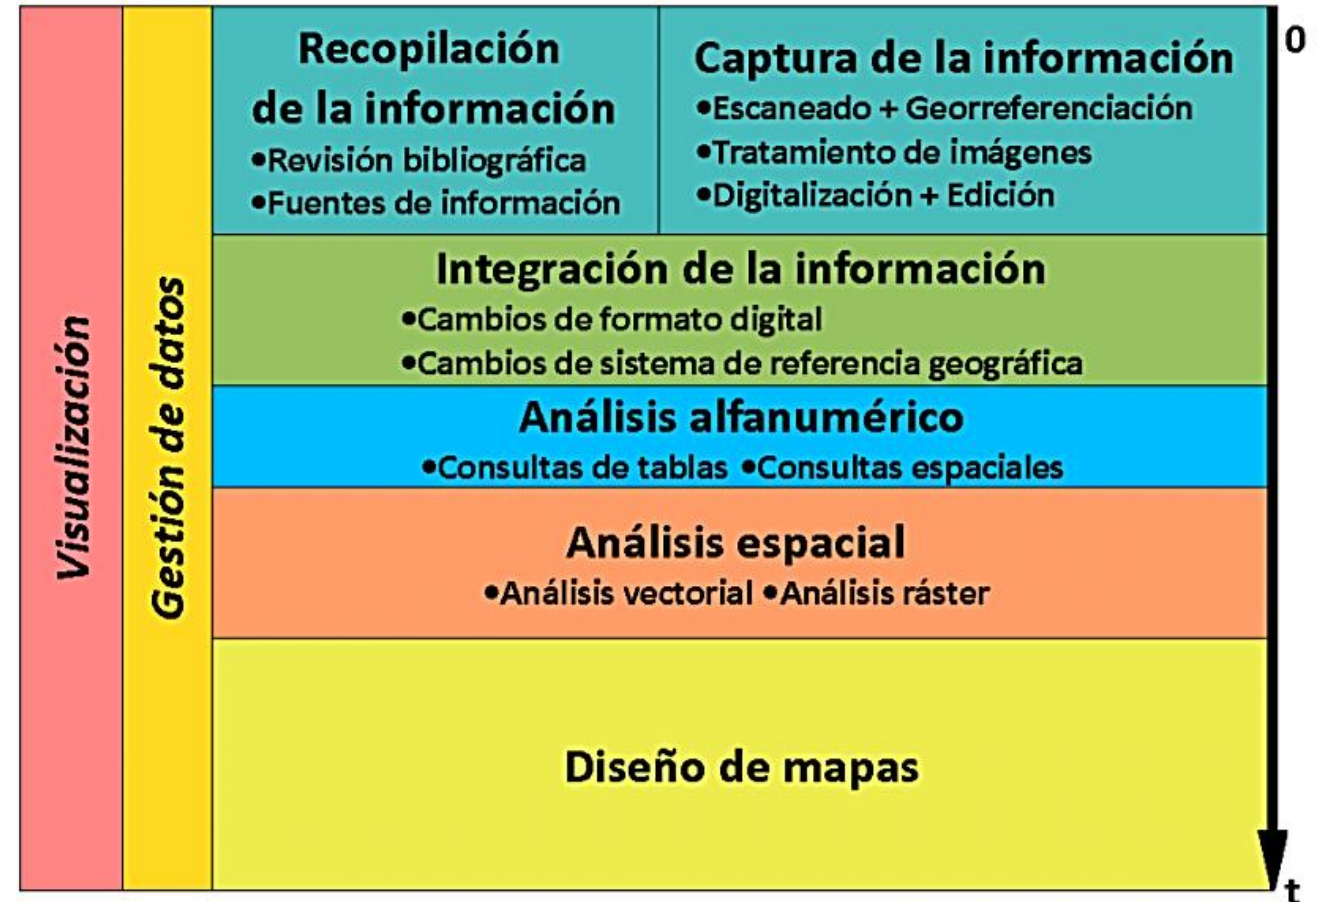 Visualización
Gestión de datos
Recopilación
de la información
•Revisión bibliográfica
•Fuentes de información
Captura de la información
•Escaneado + Georreferenciación
•Tratamiento de imágenes
•Digitalización + Edición
0
Integración de la información
•Cambios de formato digital
•Cambios de sistema de referencia geográfica
Análisis alfanumérico
•Consultas de tablas •Consultas espaciales
Análisis espacial
•Análisis vectorial •Análisis ráster
Diseño de mapas
t